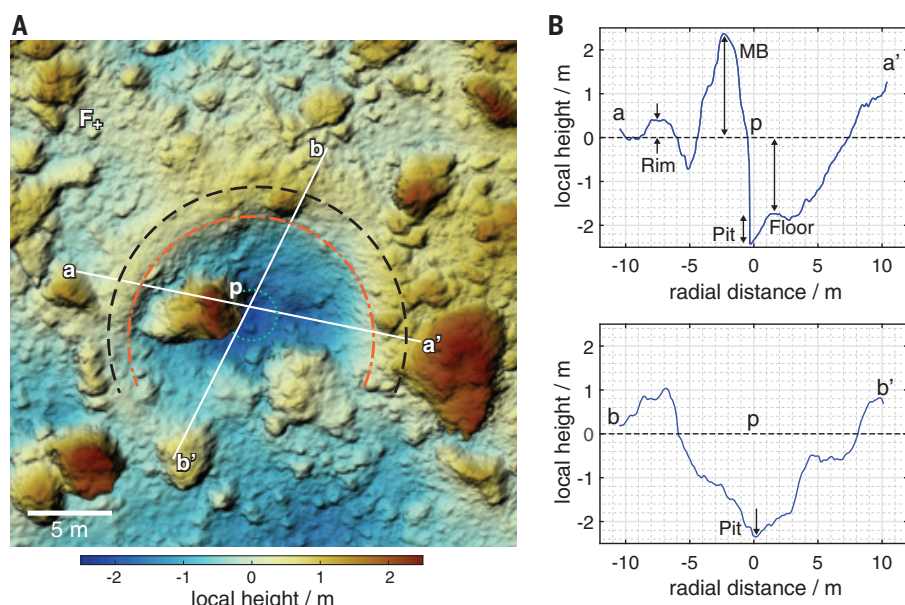 A
F+
b
a
p
a'
b'
5 m
-2 -1 0 1 2
local height / m
B
2
1
0
-1
-2
local height / m
a
Rim
MB
p
Pit
Floor
a'
-10 -5 0 5 10
radial distance / m
2
1
0
-1
-2
local height / m
b
p
b'
Pit
-10 -5 0 5 10
radial distance / m